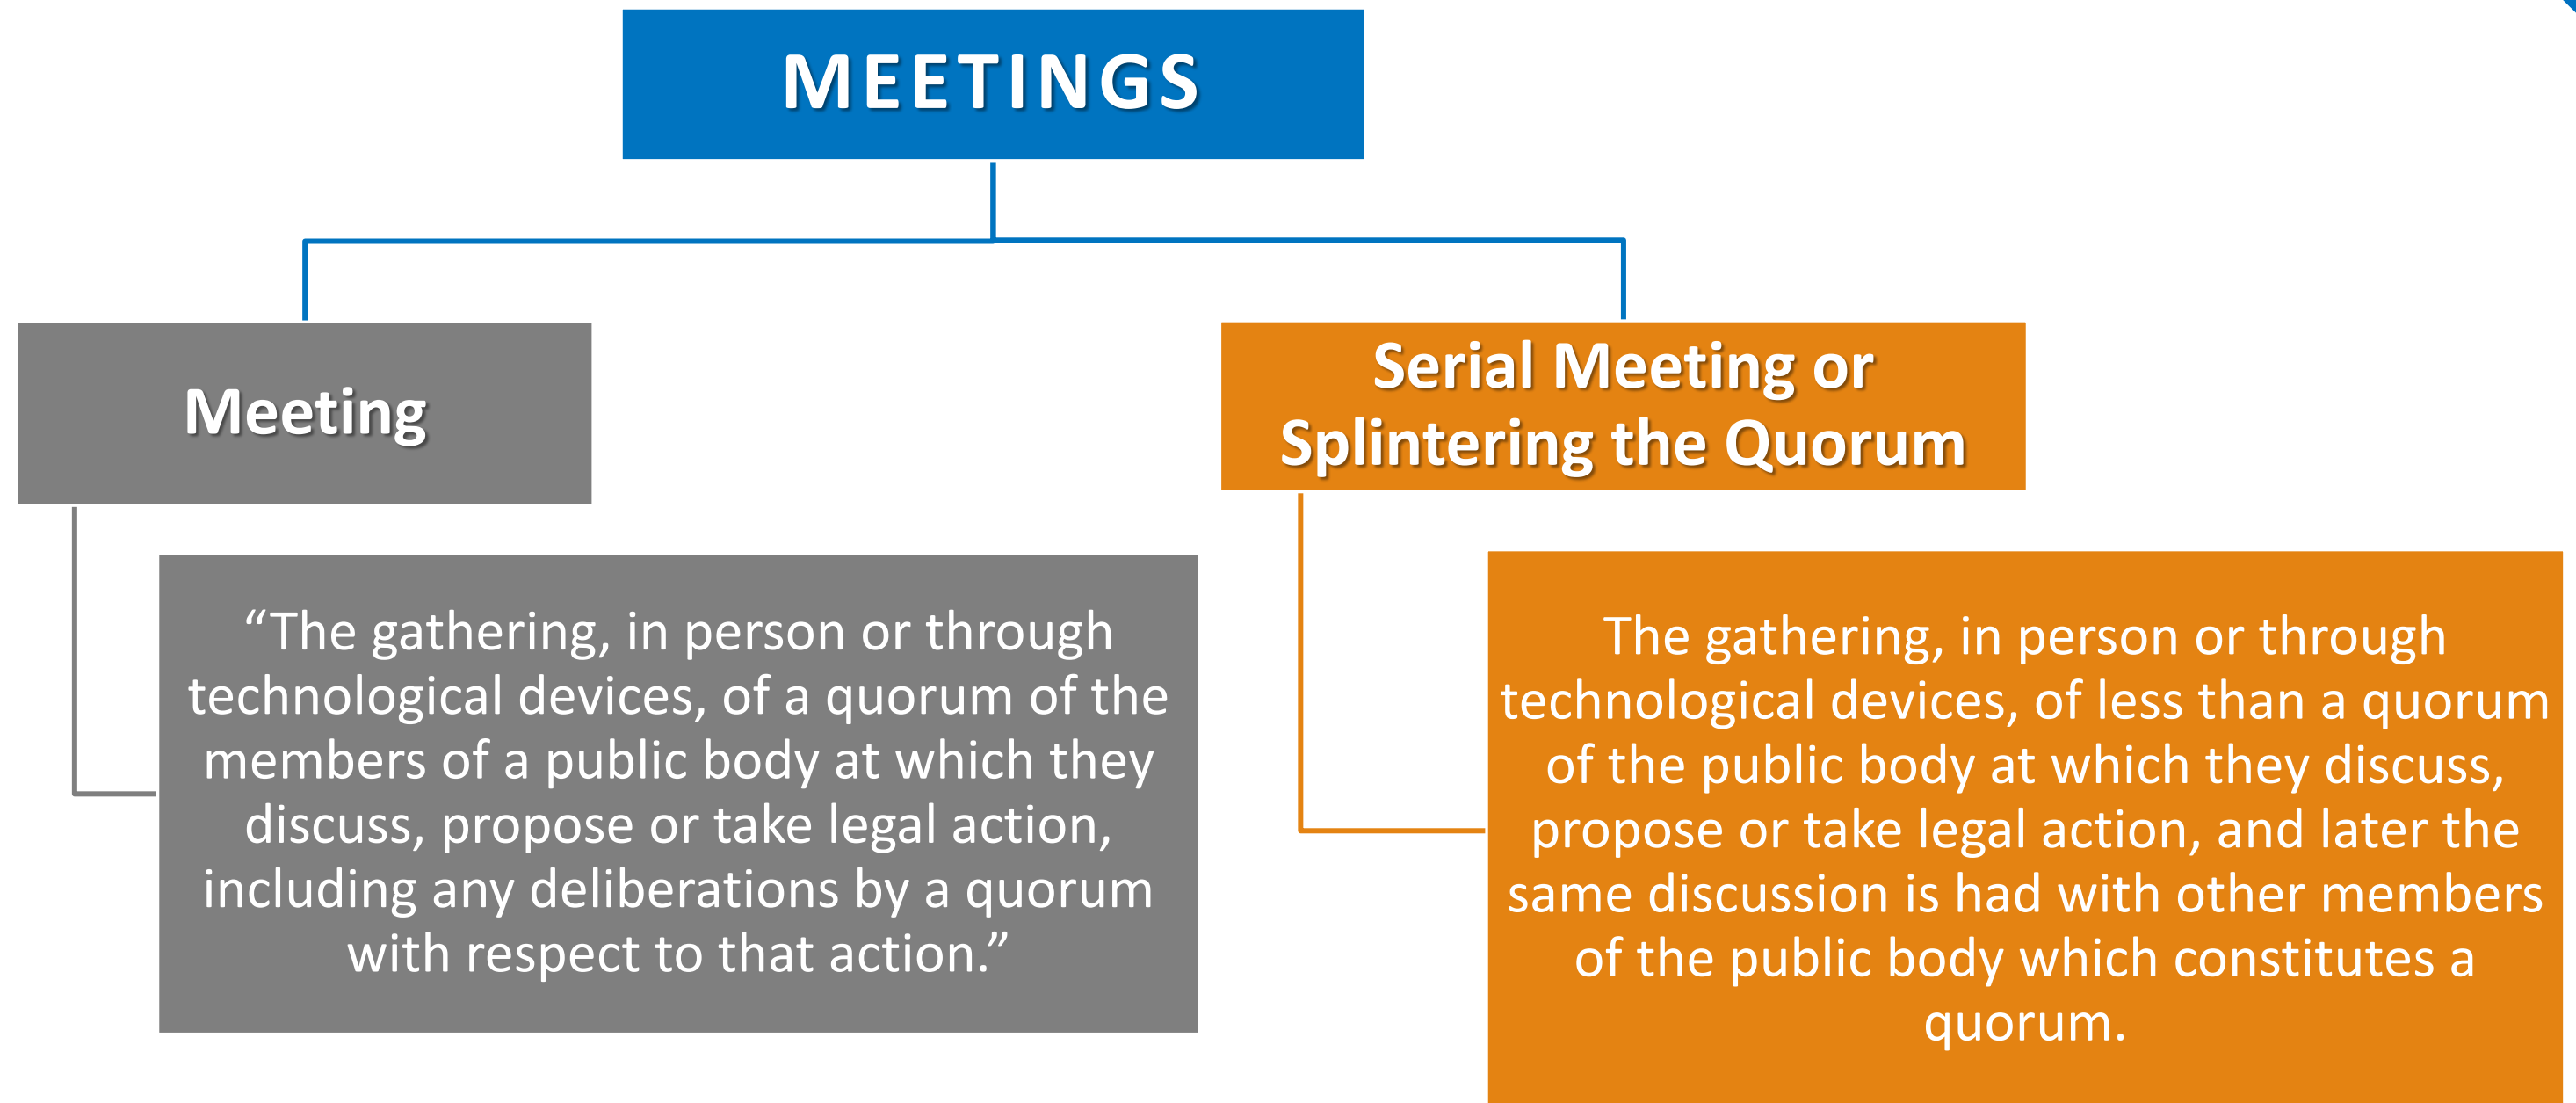 MEETINGS
Meeting
“The gathering, in person or through
technological devices, of a quorum of the
members of a public body at which they
discuss, propose or take legal action,
including any deliberations by a quorum
with respect to that action.”
Serial Meeting or
Splintering the Quorum
The gathering, in person or through
technological devices, of less than a quorum
of the public body at which they discuss,
propose or take legal action, and later the
same discussion is had with other members
of the public body which constitutes a
quorum.